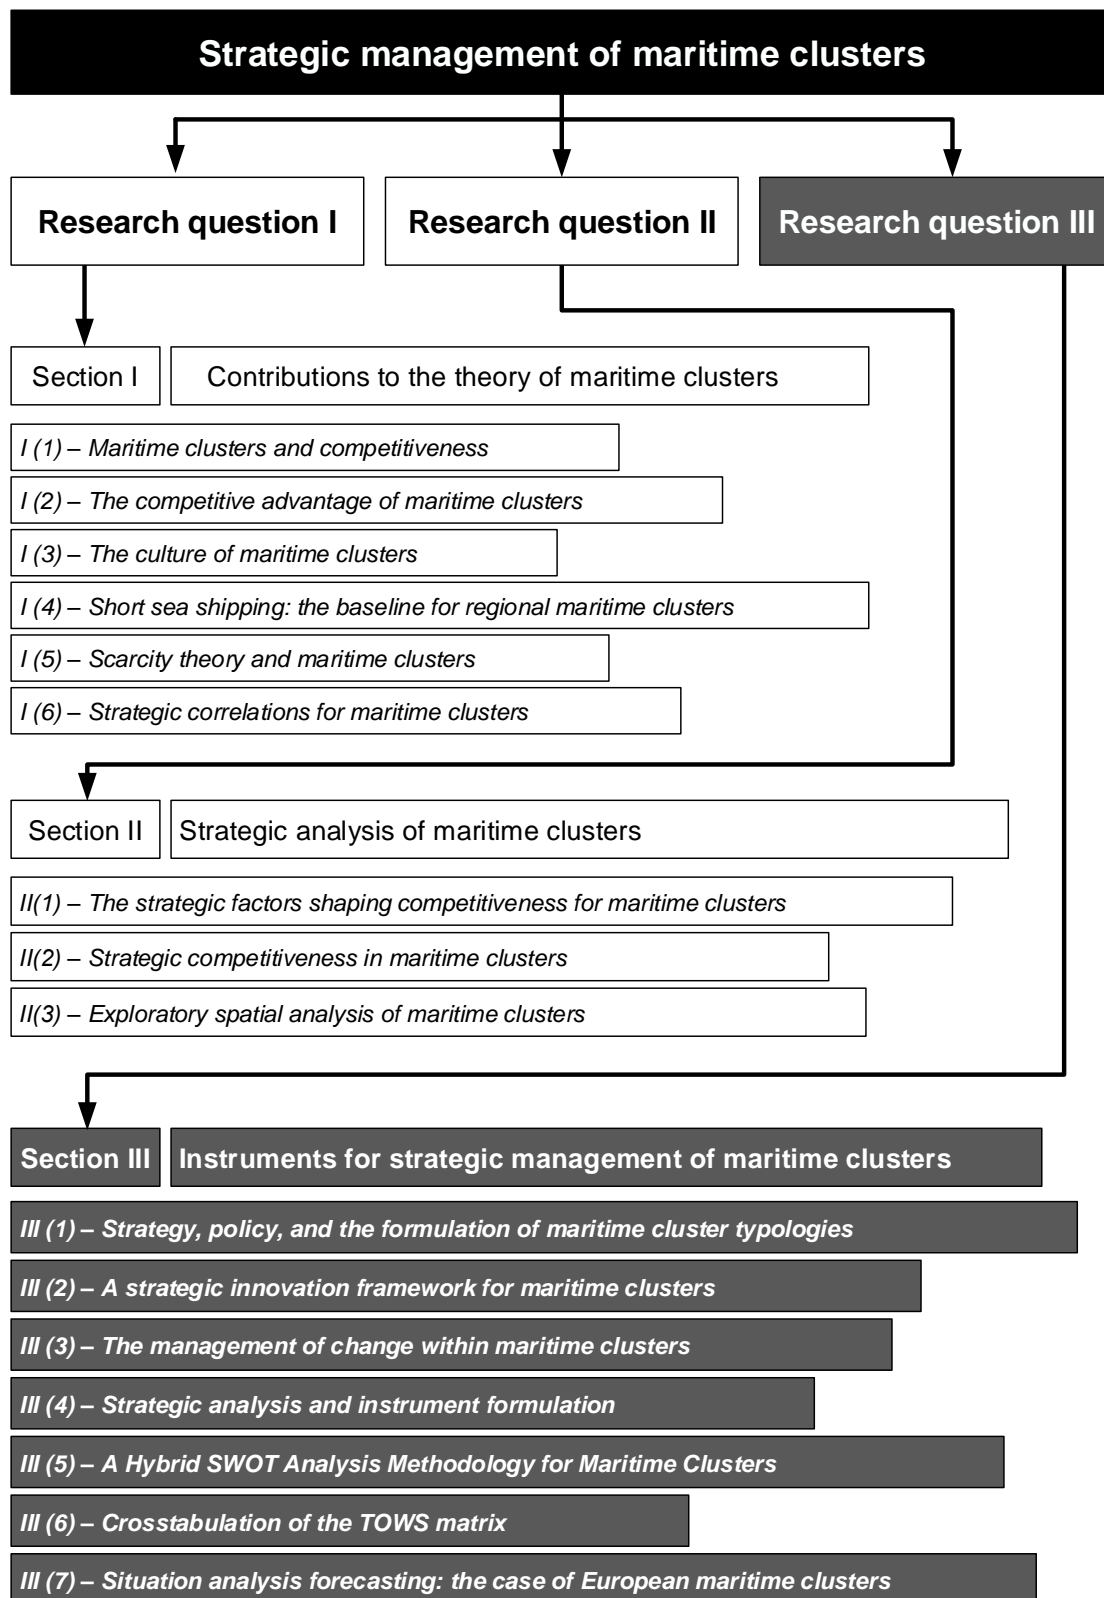 Strategic management of maritime clusters
Research question I
Research question II
Research question III
Section I
Contributions to the theory of maritime clusters
I (1) – Maritime clusters and competitiveness
I (2) – The competitive advantage of maritime clusters
I (3) – The culture of maritime clusters
I (4) – Short sea shipping: the baseline for regional maritime clusters
I (5) – Scarcity theory and maritime clusters
I (6) – Strategic correlations for maritime clusters
Section II
Strategic analysis of maritime clusters
II(1) – The strategic factors shaping competitiveness for maritime clusters
II(2) – Strategic competitiveness in maritime clusters
II(3) – Exploratory spatial analysis of maritime clusters
Section III
Instruments for strategic management of maritime clusters
III (1) – Strategy, policy, and the formulation of maritime cluster typologies
III (2) – A strategic innovation framework for maritime clusters
III (3) – The management of change within maritime clusters
III (4) – Strategic analysis and instrument formulation
III (5) – A Hybrid SWOT Analysis Methodology for Maritime Clusters
III (6) – Crosstabulation of the TOWS matrix
III (7) – Situation analysis forecasting: the case of European maritime clusters